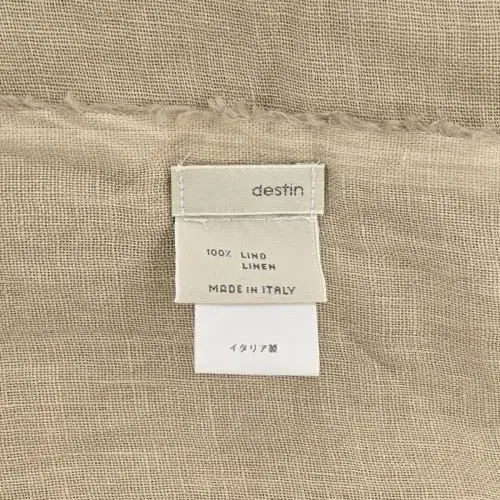 destin
100% LINO
LINEN
MADE IN ITALY
イタリア製